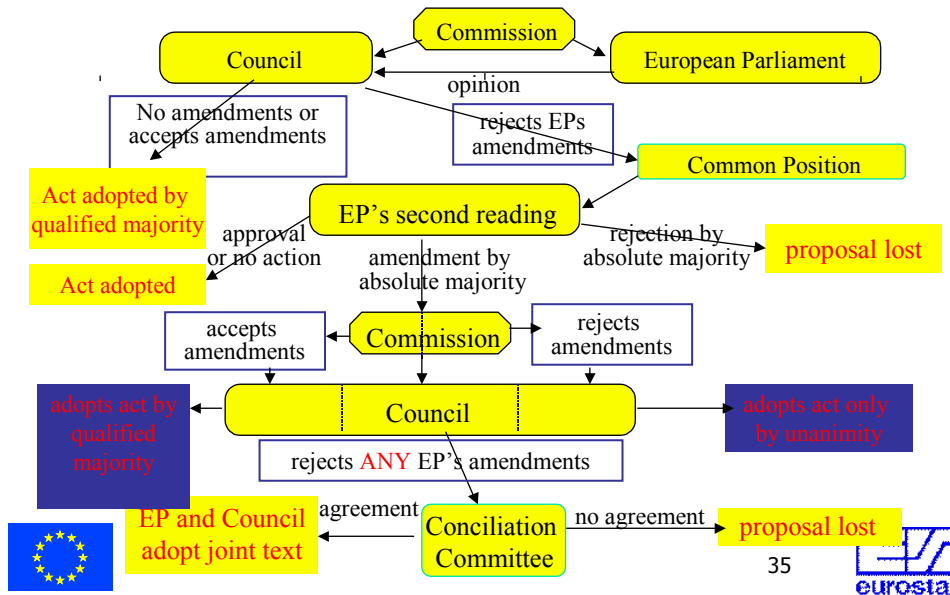 Commission
Council
European Parliament
opinion
No amendments or
accepts amendments
rejects EPs
amendments
Common Position
Act adopted by
qualified majority
EP’s second reading
approval
or no action
amendment by
absolute majority
rejection by
absolute majority
proposal lost
Act adopted
accepts
amendments
Commission
rejects
amendments
adopts act by
qualified
majority
Council
adopts act only
by unanimity
rejects ANY EP’s amendments
EP and Council
adopt joint text
agreement
Conciliation
Committee
no agreement
proposal lost
35
eurosta